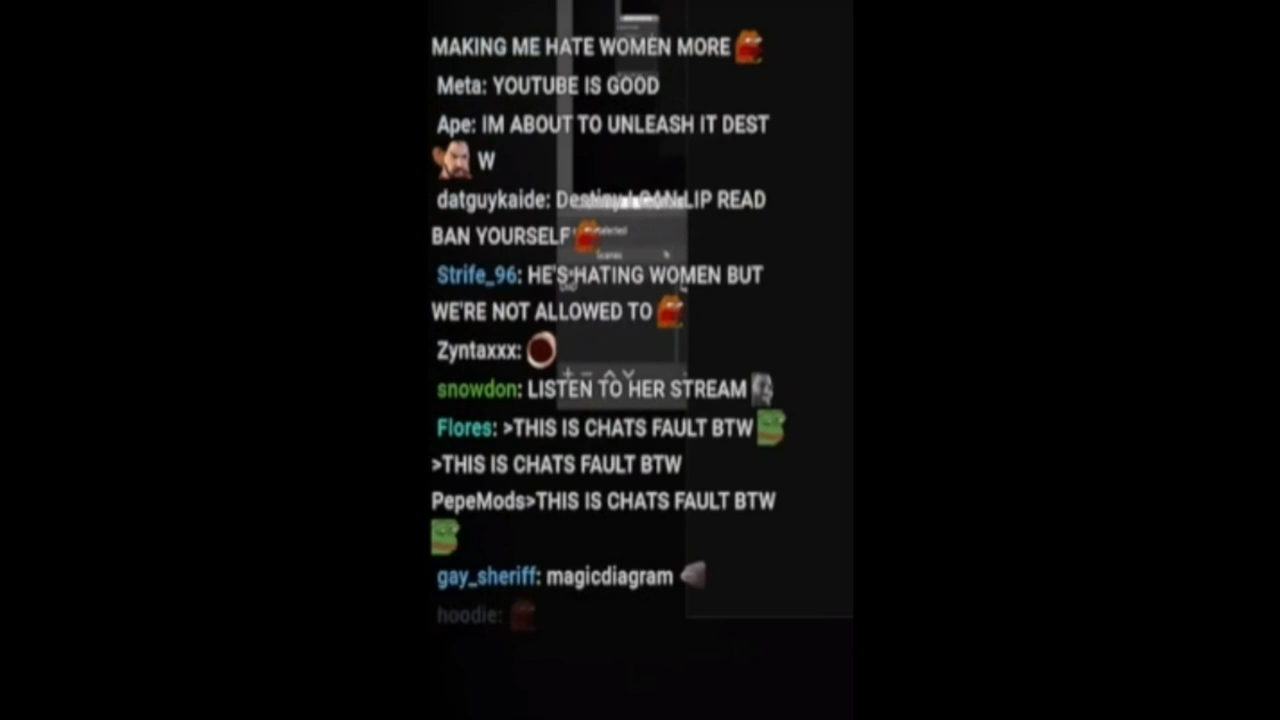 MAKING ME HATE WOMEN MORE
Meta: YOUTUBE IS GOOD
Ape: IM ABOUT TO UNLEASH IT DEST
W
datguykaide: Destiny I CAN LIP READ
BAN YOURSELF
Strife_96: HE'S HATING WOMEN BUT
WE'RE NOT ALLOWED TO
Zyntaxxx:
snowdon: LISTEN TO HER STREAM
Flores: >THIS IS CHATS FAULT BTW
>THIS IS CHATS FAULT BTW
PepeMods>THIS IS CHATS FAULT BTW
gay_sheriff: magicdiagram
hoodie:
Scenes